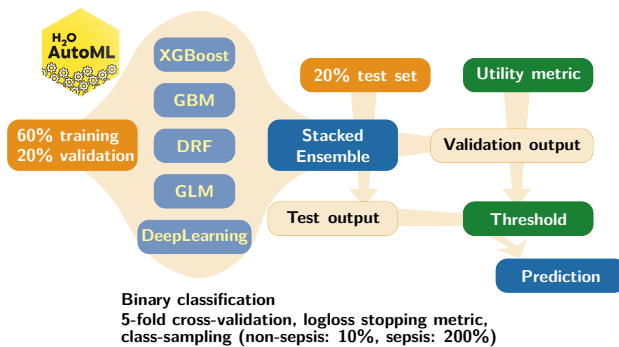 H2O
AutoML
XGBoost
GBM
DRF
GLM
DeepLearning
60% training
20% validation
20% test set
Utility metric
Stacked
Ensemble
Validation output
Test output
Threshold
Prediction
Binary classification
5-fold cross-validation, logloss stopping metric,
class-sampling (non-sepsis: 10%, sepsis: 200%)